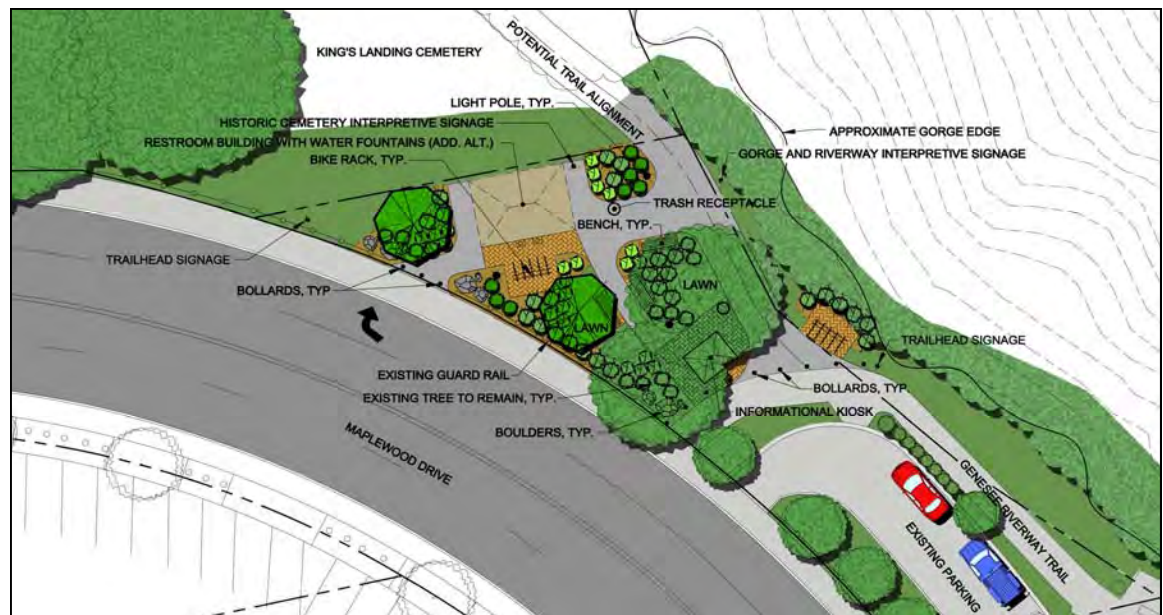 KING'S LANDING CEMETERY
POTENTIAL TRAIL ALIGNMENT
LIGHT POLE, TYP.
HISTORIC CEMETERY INTERPRETIVE SIGNAGE
RESTROOM BUILDING WITH WATER FOUNTAINS (ADD. ALT.)
BIKE RACK, TYP.
APPROXIMATE GORGE EDGE
GORGE AND RIVERWAY INTERPRETIVE SIGNAGE
TRASH RECEPTACLE
BENCH, TYP.
LAWN
TRAILHEAD SIGNAGE
BOLLARDS, TYP
LAWN
LAWN
EXISTING GUARD RAIL
EXISTING TREE TO REMAIN, TYP.
BOULDERS, TYP.
TRAILHEAD SIGNAGE
BOLLARDS, TYP.
INFORMATIONAL KIOSK
MAPLEWOOD DRIVE
GENESEE RIVERWAY TRAIL
EXISTING PARKING